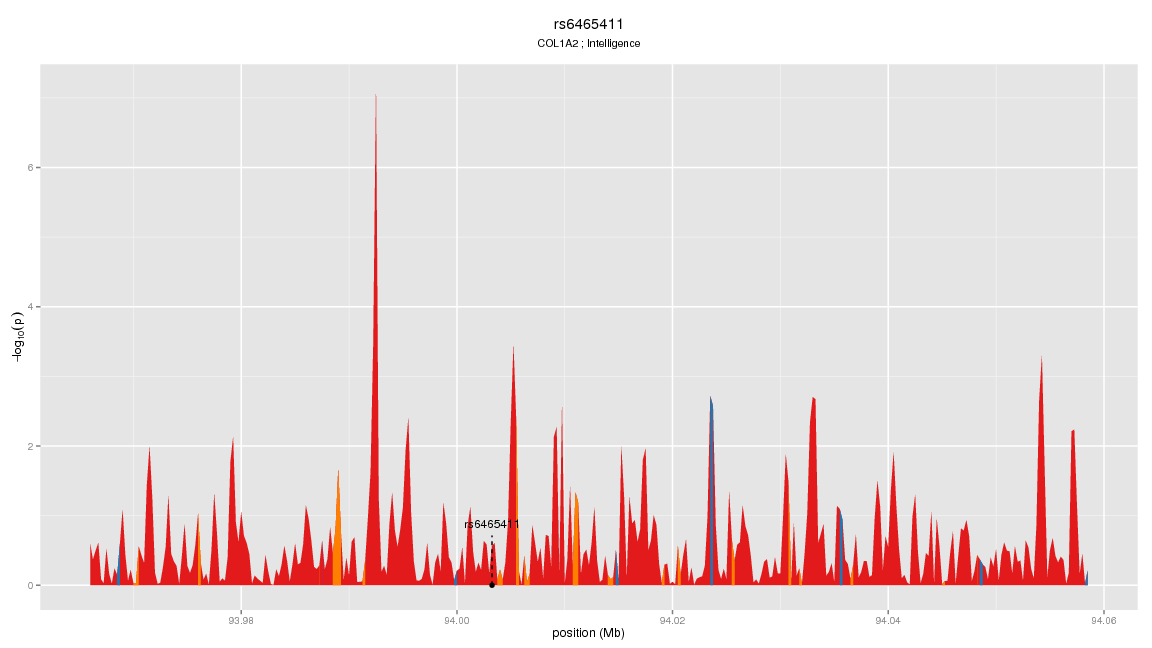 rs6465411
COL1A2 ; Intelligence
6
4
2
0
−log10(p)
rs6465411
93.98 94.00 94.02 94.04 94.06
position (Mb)